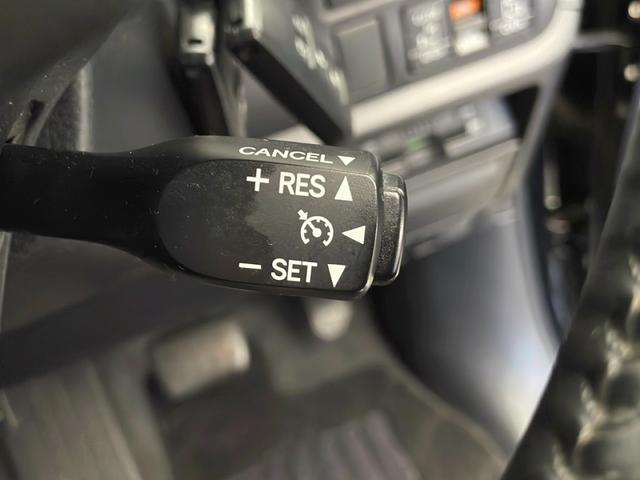 CANCEL ▼
+ RES ▲
◀
− SET ▼